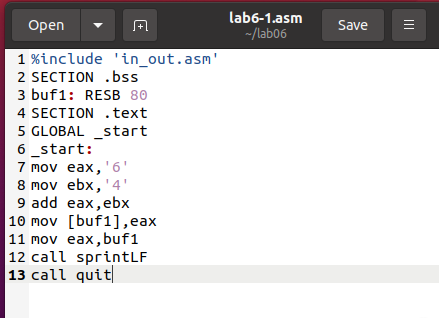 Open
lab6-1.asm
~/lab06
Save
1 %include 'in_out.asm'
2 SECTION .bss
3 buf1: RESB 80
4 SECTION .text
5 GLOBAL _start
6 _start:
7 mov eax,'6'
8 mov ebx,'4'
9 add eax,ebx
10 mov [buf1],eax
11 mov eax,buf1
12 call sprintLF
13 call quit